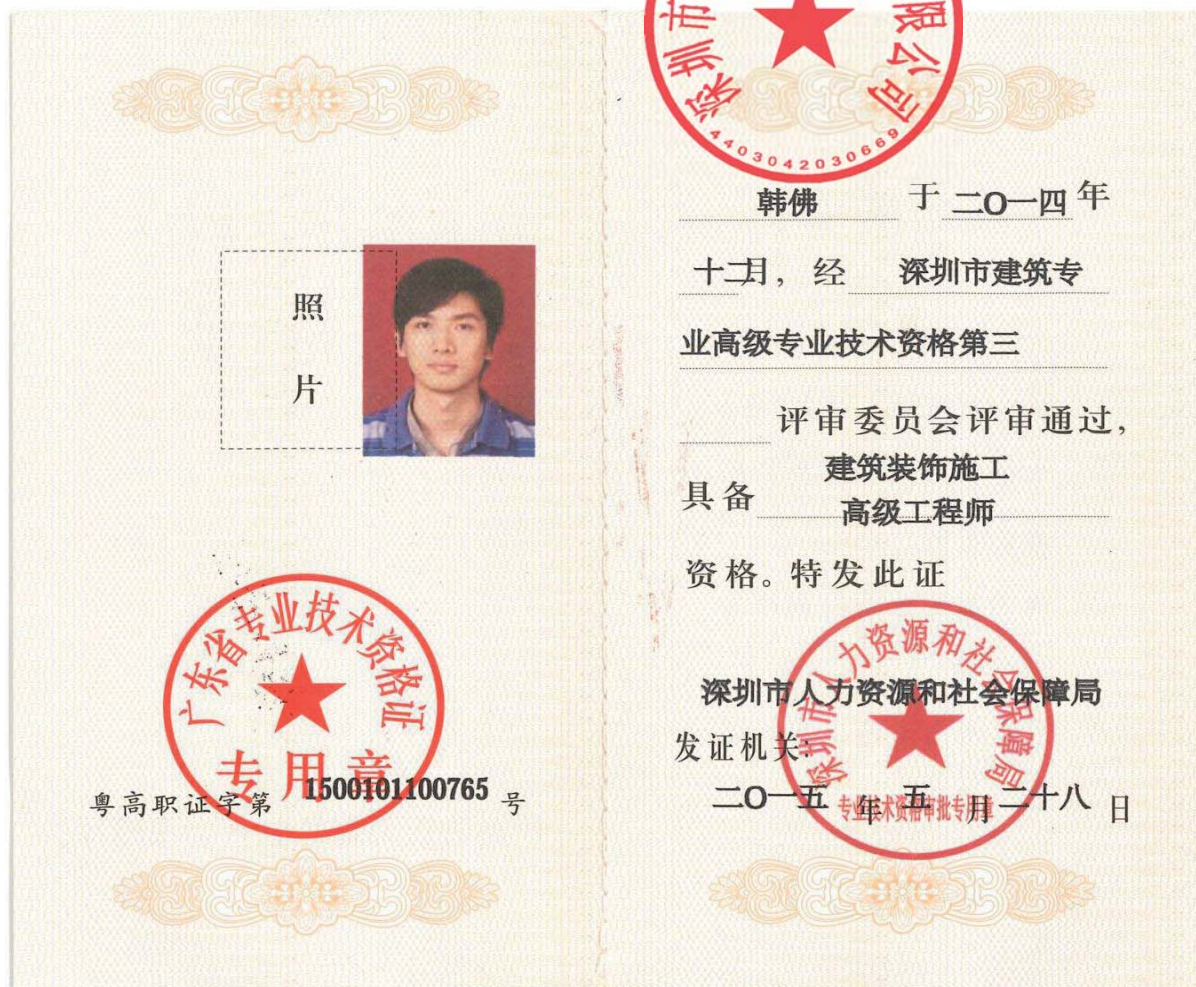 照
片
广东省专业技术资格证
专用章
粤高职证字第 1500101100765 号
深圳市
限公司
4403042030669
韩佛 于 二O一四 年
十二月，经 深圳市建筑专
业高级专业技术资格第三
评审委员会评审通过，
建筑装饰施工
具备 高级工程师
资格。特发此证
深圳市人力资源和社会保障局
深圳市人力资源和社会保障局
发证机关：
二O一五 年 五 月 二十八 日
专业技术资格审批专用章